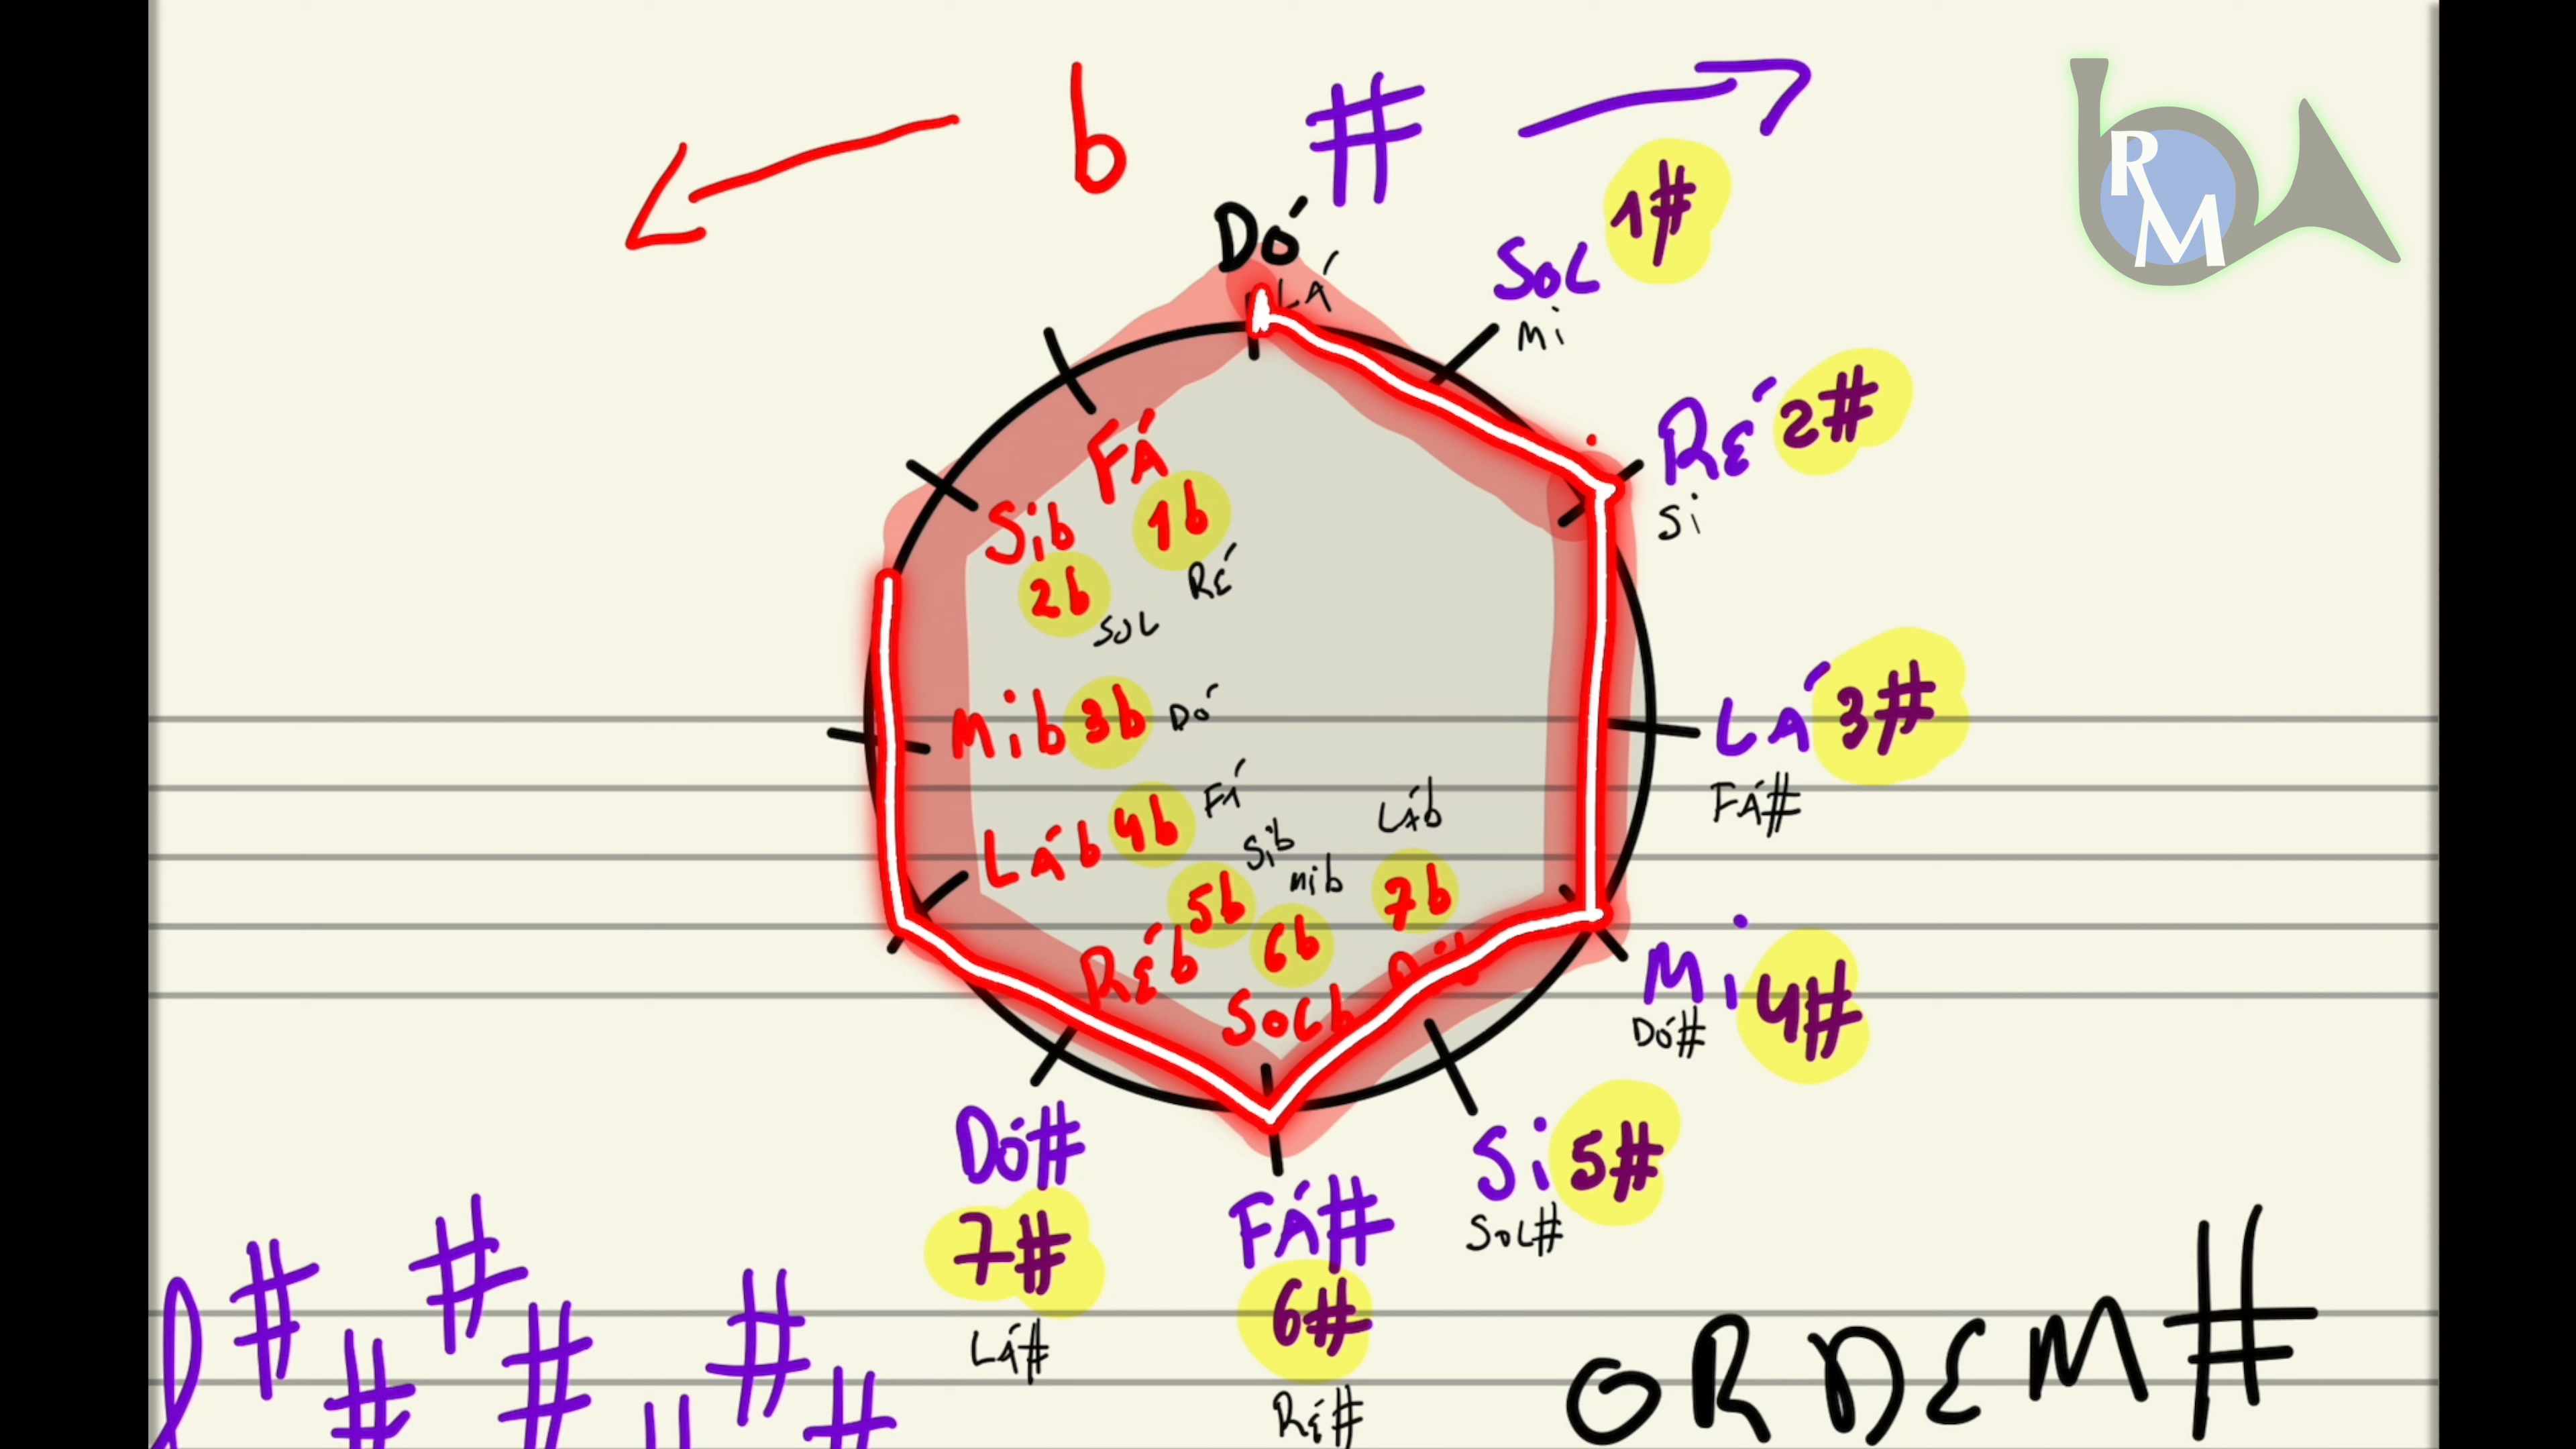 b #
R
M
DÓ
LÁ
SOL 1#
Mi
RÉ 2#
Si
FÁ
1b
RÉ
Sib
2b
SOL
LÁ 3#
FÁ#
Mib 3b DÓ
LÁb 4b FÁ
Sib
mib
LÁb
5b
6b
7b
RÉb
SOLb
Mi 4#
DÓ#
Si 5#
SOL#
DÓ#
7#
LÁ#
FÁ#
6#
RÉ#
# # # # # #
ORDEM #